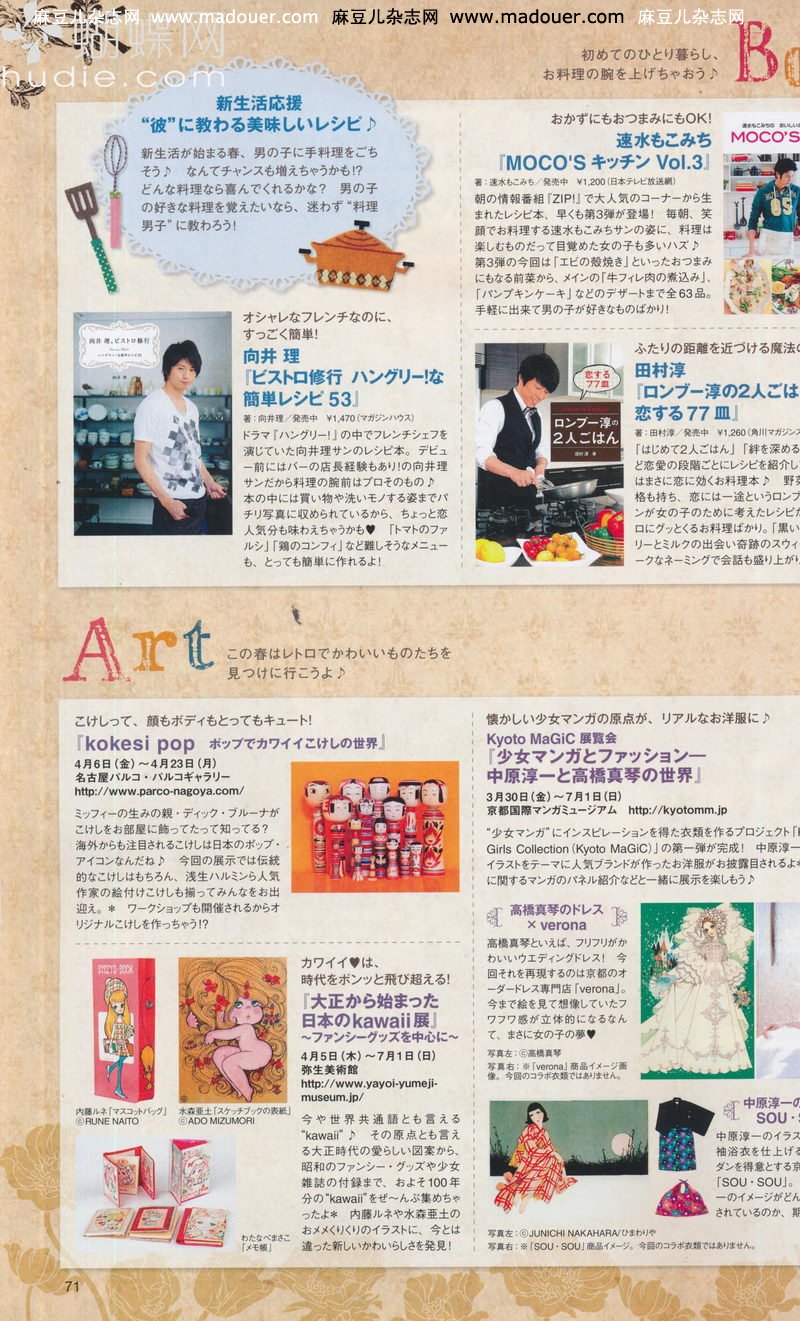 麻豆儿杂志网 www.madouer.com 麻豆儿杂志网 www.madouer.com 麻豆儿杂志网
蝴蝶网
hudie.com
初めてのひとり暮らし、
お料理の腕を上げちゃおう♪
Bo
新生活応援
“彼”に教わる美味しいレシピ♪
新生活が始まる春、男の子に手料理をごち
そう♪ なんてチャンスも増えちゃうかも!?
どんな料理なら喜んでくれるかな? 男の子
の好きな料理を覚えたいなら、迷わず“料理
男子”に教わろう!
おかずにもおつまみにもOK!
速水もこみち
『MOCO'S キッチン Vol.3』
著:速水もこみち/発売中 ¥1,200(日本テレビ放送網)
朝の情報番組『ZIP!』で大人気のコーナーから生
まれたレシピ本、早くも第3弾が登場! 毎朝、笑
顔でお料理する速水もこみちサンの姿に、料理は
楽しむものだって目覚めた女の子も多いハズ♪
第3弾の今回は「エビの殻焼き」といったおつまみ
にもなる前菜から、メインの「牛フィレ肉の煮込み」、
「パンプキンケーキ」などのデザートまで全63品。
手軽に出来て男の子が好きなものばかり!
速水もこみちの おいしい
MOCO'S
向井理、ビストロ修行
ハングリー!な簡単レシピ53
向井 理
オシャレなフレンチなのに、
すっごく簡単!
向井 理
『ビストロ修行 ハングリー!な
簡単レシピ 53』
著:向井理/発売中 ¥1,470(マガジンハウス)
ドラマ『ハングリー!』の中でフレンチシェフを
演じていた向井理サンのレシピ本。デビュ
ー前にはバーの店長経験もあり!の向井理
サンだから料理の腕前はプロそのもの♪
本の中には買い物や洗いモノする姿までバ
チリ写真に収められているから、ちょっと恋
人気分も味わえちゃうかも♥ 「トマトのファ
ルシ」「鶏のコンフィ」など難しそうなメニュー
も、とっても簡単に作れるよ!
恋する
77皿
ロンブー淳の
2人ごはん
田村淳 著
ふたりの距離を近づける魔法の
田村淳
『ロンブー淳の2人ごは
恋する77皿』
著:田村淳/発売中 ¥1,260(角川マガジンス
「はじめて2人ごはん」「絆を深める
ど恋愛の段階ごとにレシピを紹介し
はまさに恋に効くお料理本♪ 野菜
格も持ち、恋には一途というロンブ
ンが女の子のために考えたレシピだ
ロにグッとくるお料理ばかり。「黒い
リーとミルクの出会い奇跡のスウィ
ークなネーミングで会話も盛り上がり
Art
この春はレトロでかわいいものたちを
見つけに行こうよ♪
こけしって、顔もボディもとってもキュート!
『kokesi pop ポップでカワイイこけしの世界』
4月6日(金)~4月23日(月)
名古屋パルコ・パルコギャラリー
http://www.parco-nagoya.com/
ミッフィーの生みの親・ディック・ブルーナが
こけしをお部屋に飾ってたって知ってる?
海外からも注目されるこけしは日本のポップ・
アイコンなんだね♪ 今回の展示では伝統
的なこけしはもちろん、浅生ハルミンら人気
作家の絵付けこけしも揃ってみんなをお出
迎え。* ワークショップも開催されるからオ
リジナルこけしを作っちゃう!?
懐かしい少女マンガの原点が、リアルなお洋服に♪
Kyoto MaGiC 展覧会
『少女マンガとファッション—
中原淳一と高橋真琴の世界』
3月30日(金)~7月1日(日)
京都国際マンガミュージアム http://kyotomm.jp
“少女マンガ”にインスピレーションを得た衣類を作るプロジェクト「K
Girls Collection(Kyoto MaGiC)」の第一弾が完成! 中原淳一
イラストをテーマに人気ブランドが作ったお洋服がお披露目されるよ*
に関するマンガのパネル紹介などと一緒に展示を楽しもう♪
高橋真琴のドレス
×verona
高橋真琴といえば、フリフリがか
わいいウエディングドレス! 今
回それを再現するのは京都のオ
ーダードレス専門店「verona」。
今まで絵を見て想像していたフ
ワフワ感が立体的になるなん
て、まさに女の子の夢♥
写真左:©高橋真琴
写真右:※「verona」商品イメージ画
像。今回のコラボ衣類ではありません。
SYOZYO-BOOK
内藤ルネ「マスコットバッグ」
©RUNE NAITO
水森亜土「スケッチブックの表紙」
©ADO MIZUMORI
わたなべまさこ
「メモ帳」
カワイイ♥は、
時代をポンッと飛び超える!
『大正から始まった
日本のkawaii展』
~ファンシーグッズを中心に~
4月5日(木)~7月1日(日)
弥生美術館
http://www.yayoi-yumeji-
museum.jp/
今や世界共通語とも言える
“kawaii”♪ その原点とも言え
る大正時代の愛らしい図案から、
昭和のファンシー・グッズや少女
雑誌の付録まで、およそ100年
分の“kawaii”をぜ~んぶ集めちゃ
ったよ* 内藤ルネや水森亜土の
おメメくりくりのイラストに、今とは
違った新しいかわいらしさを発見!
中原淳一の
SOU・S
中原淳一のイラス
袖浴衣を仕上げる
ダンを得意とする京
「SOU・SOU」。
一のイメージがどん
されているのか、期
写真左:©JUNICHI NAKAHARA/ひまわりや
写真右:※「SOU・SOU」商品イメージ。今回のコラボ衣類ではありません。
71